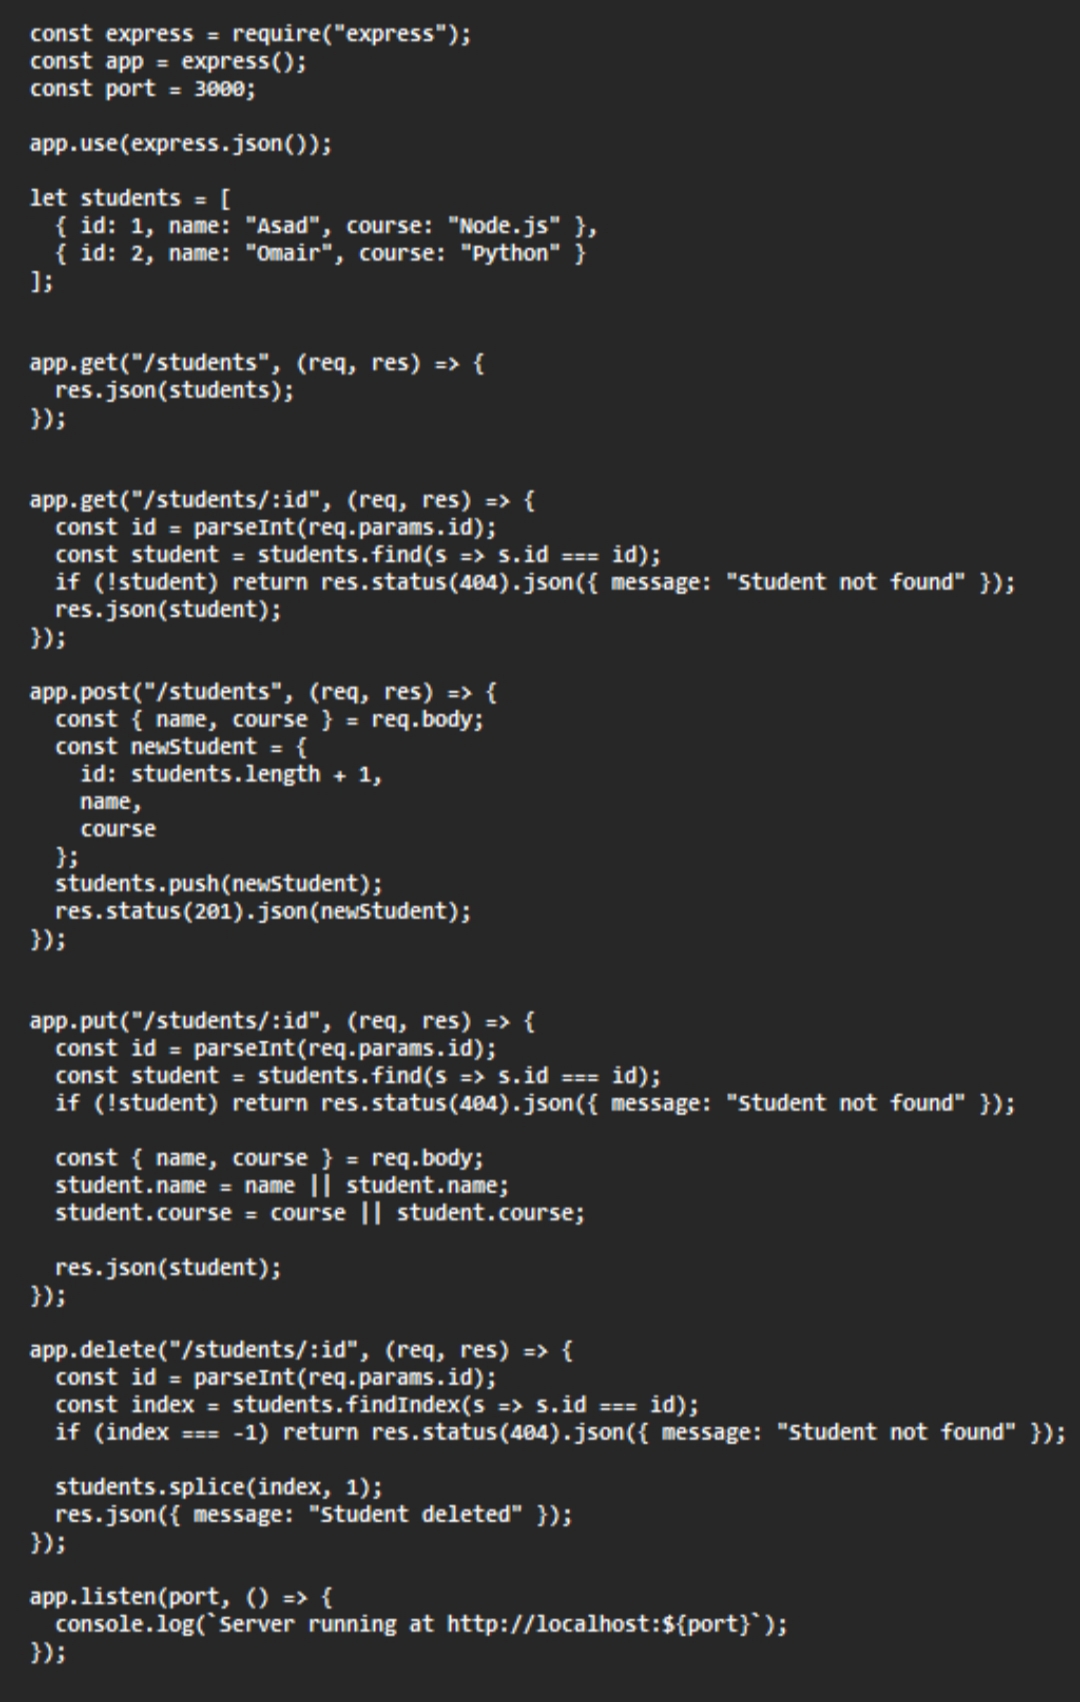 const express = require("express");
const app = express();
const port = 3000;

app.use(express.json());

let students = [
  { id: 1, name: "Asad", course: "Node.js" },
  { id: 2, name: "Omair", course: "Python" }
];


app.get("/students", (req, res) => {
  res.json(students);
});


app.get("/students/:id", (req, res) => {
  const id = parseInt(req.params.id);
  const student = students.find(s => s.id === id);
  if (!student) return res.status(404).json({ message: "Student not found" });
  res.json(student);
});

app.post("/students", (req, res) => {
  const { name, course } = req.body;
  const newStudent = {
    id: students.length + 1,
    name,
    course
  };
  students.push(newStudent);
  res.status(201).json(newStudent);
});


app.put("/students/:id", (req, res) => {
  const id = parseInt(req.params.id);
  const student = students.find(s => s.id === id);
  if (!student) return res.status(404).json({ message: "Student not found" });

  const { name, course } = req.body;
  student.name = name || student.name;
  student.course = course || student.course;

  res.json(student);
});

app.delete("/students/:id", (req, res) => {
  const id = parseInt(req.params.id);
  const index = students.findIndex(s => s.id === id);
  if (index === -1) return res.status(404).json({ message: "Student not found" });

  students.splice(index, 1);
  res.json({ message: "Student deleted" });
});

app.listen(port, () => {
  console.log(`Server running at http://localhost:${port}`);
});